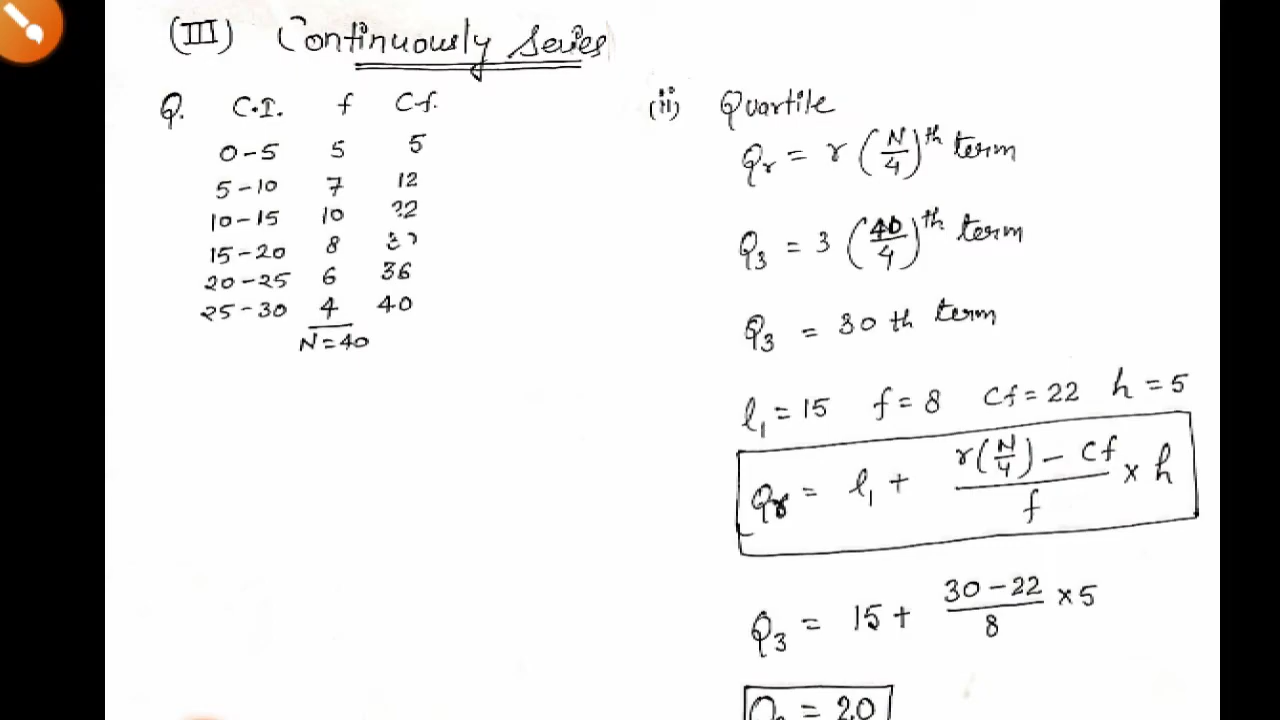 (III) Continuously Series
Q. C.I. f C.f.
0-5 5 5
5-10 7 12
10-15 10 22
15-20 8
20-25 6 36
25-30 4 40
N=40
(ii) Quartile
Qr = r (N/4)th term
Q3 = 3 (40/4)th term
Q3 = 30 th term
l1 = 15 f = 8 Cf = 22 h = 5
Qr = l1 + r(N/4) - Cf / f × h
Q3 = 15 + 30-22 / 8 × 5
= 20